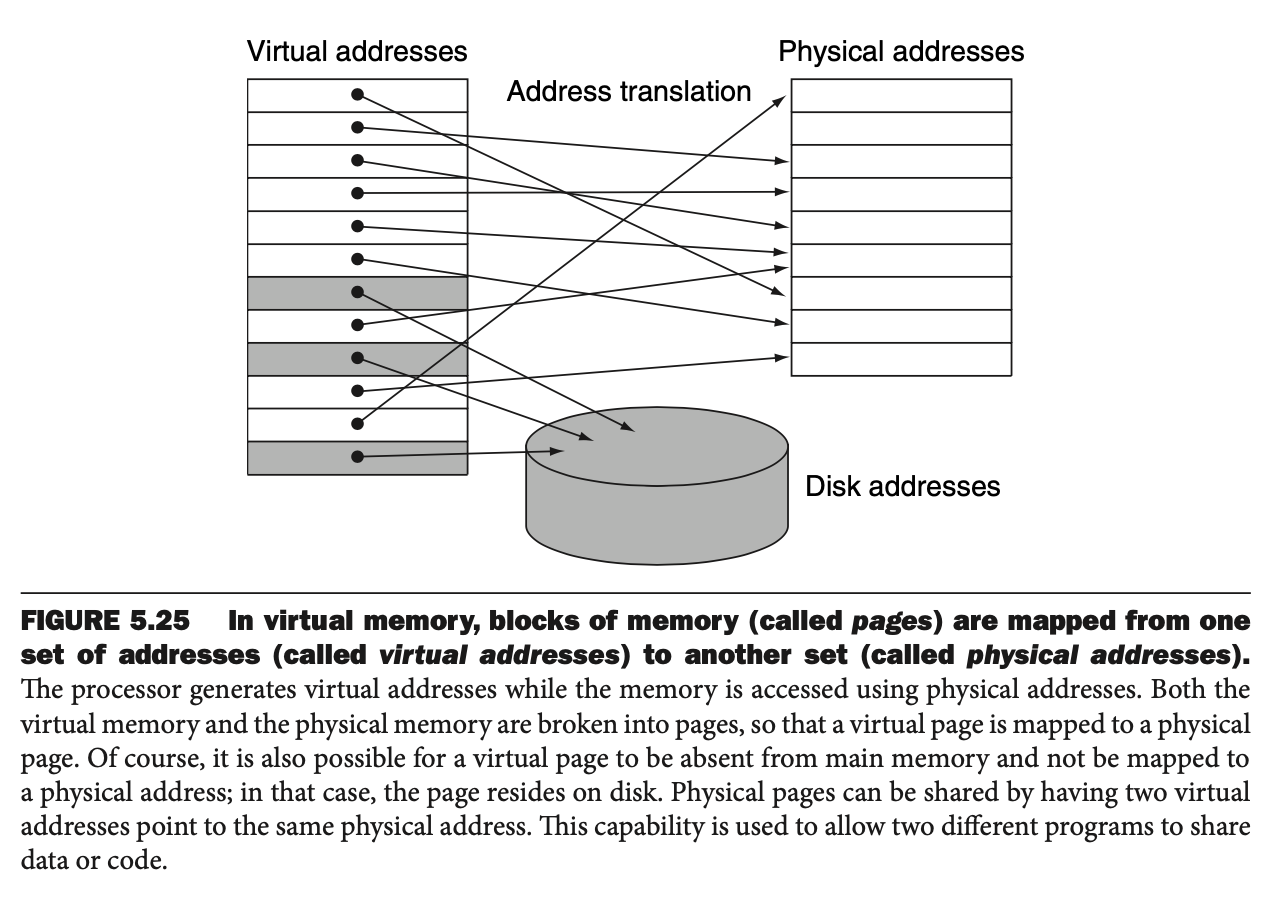 Virtual addresses
Physical addresses
Address translation
Disk addresses
FIGURE 5.25 In virtual memory, blocks of memory (called pages) are mapped from one
set of addresses (called virtual addresses) to another set (called physical addresses).
The processor generates virtual addresses while the memory is accessed using physical addresses. Both the
virtual memory and the physical memory are broken into pages, so that a virtual page is mapped to a physical
page. Of course, it is also possible for a virtual page to be absent from main memory and not be mapped to
a physical address; in that case, the page resides on disk. Physical pages can be shared by having two virtual
addresses point to the same physical address. This capability is used to allow two different programs to share
data or code.